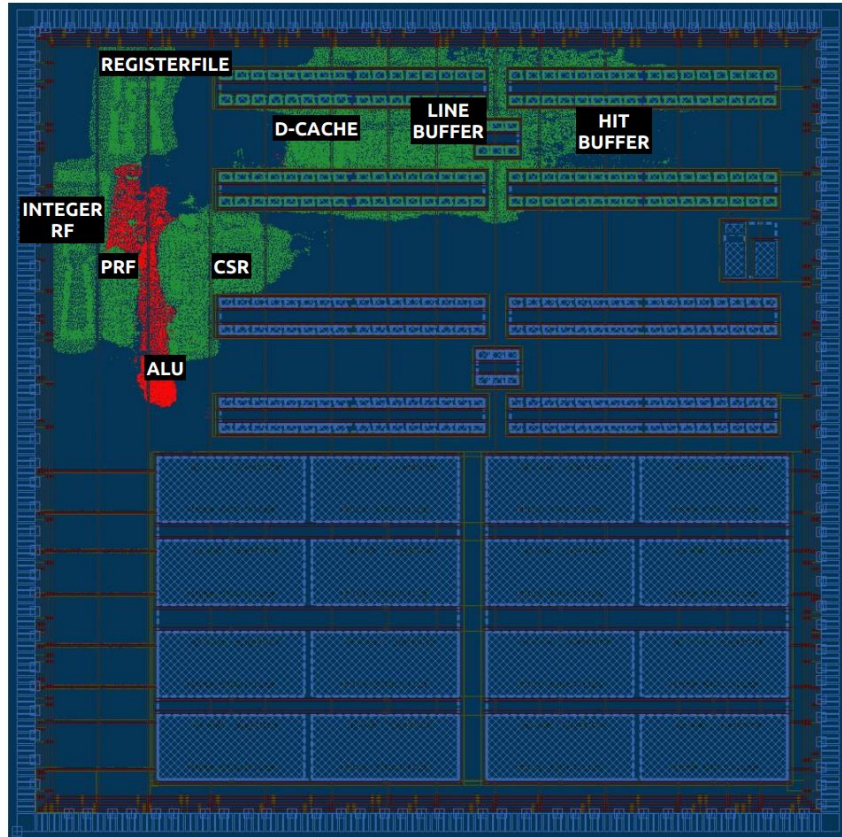 REGISTERFILE
D-CACHE
LINE
BUFFER
HIT
BUFFER
INTEGER
RF
PRF
CSR
ALU